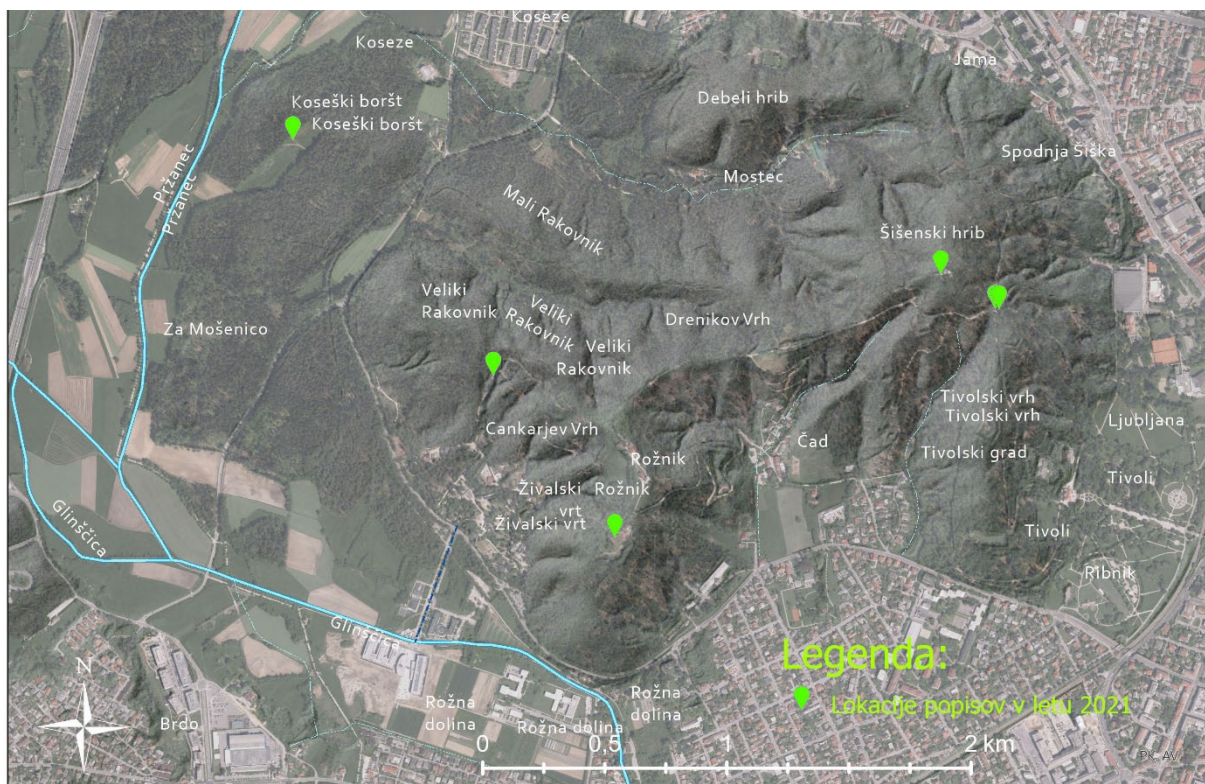 Koseze
Koseze
Jama
Debeli hrib
Koseški boršt
Koseški boršt
Spodnja Šiška
Mostec
Pržanec
Pržanec
Mali Rakovnik
Šišenski hrib
Veliki
Rakovnik
Veliki
Rakovnik
Veliki
Rakovnik
Drenikov Vrh
Za Mošenico
Tivolski vrh
Tivolski vrh
Ljubljana
Cankarjev Vrh
Čad
Tivolski grad
Rožnik
Tivoli
Živalski
vrt
Rožnik
Živalski vrt
Glinščica
Tivoli
Ribnik
Glinščica
Legenda:
Lokacije popisov v letu 2021
N
Brdo
Rožna
dolina
Rožna dolina
Rožna
dolina
0 0,5 1 2 km
PK, AV